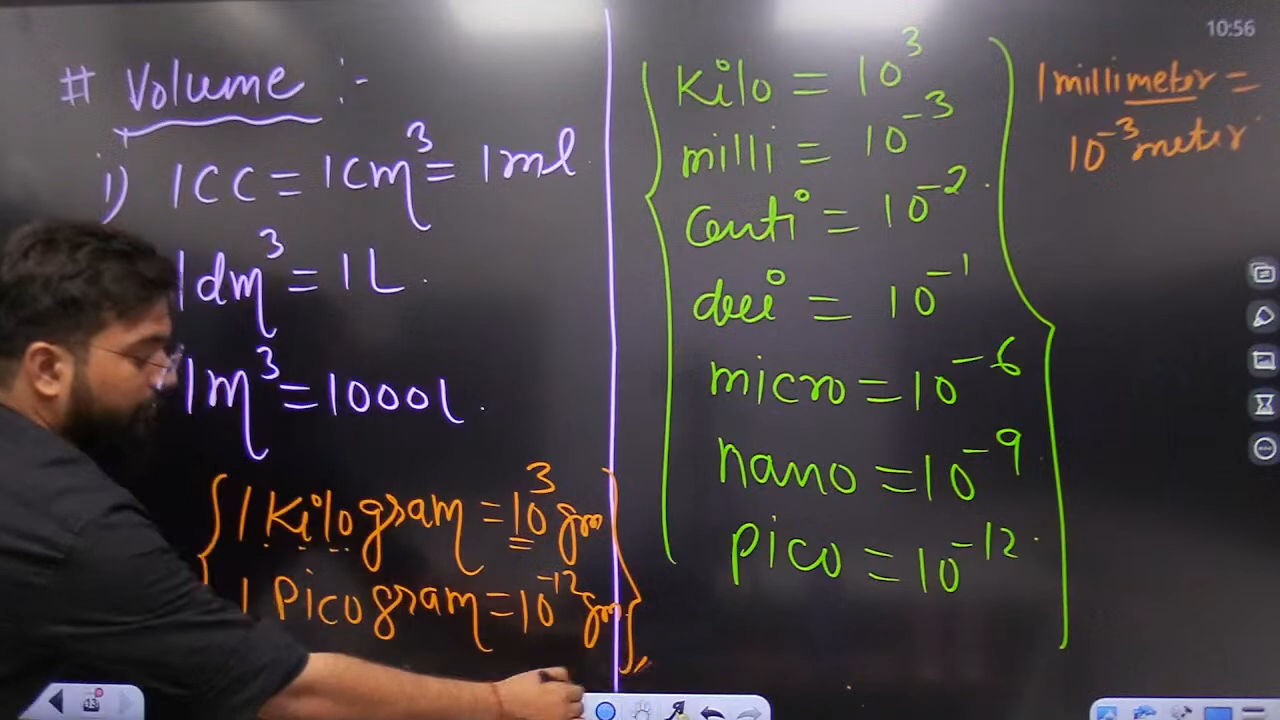 # Volume :-
i) 1CC = 1cm³ = 1ml
1dm³ = 1L.
1m³ = 1000L.
1 Kilogram = 10³ gm
1 Picogram = 10⁻¹² gm
Kilo = 10³
milli = 10⁻³
Centi = 10⁻².
deci = 10⁻¹
micro = 10⁻⁶
nano = 10⁻⁹
pico = 10⁻¹².
1 millimeter =
10⁻³ meter
10:56